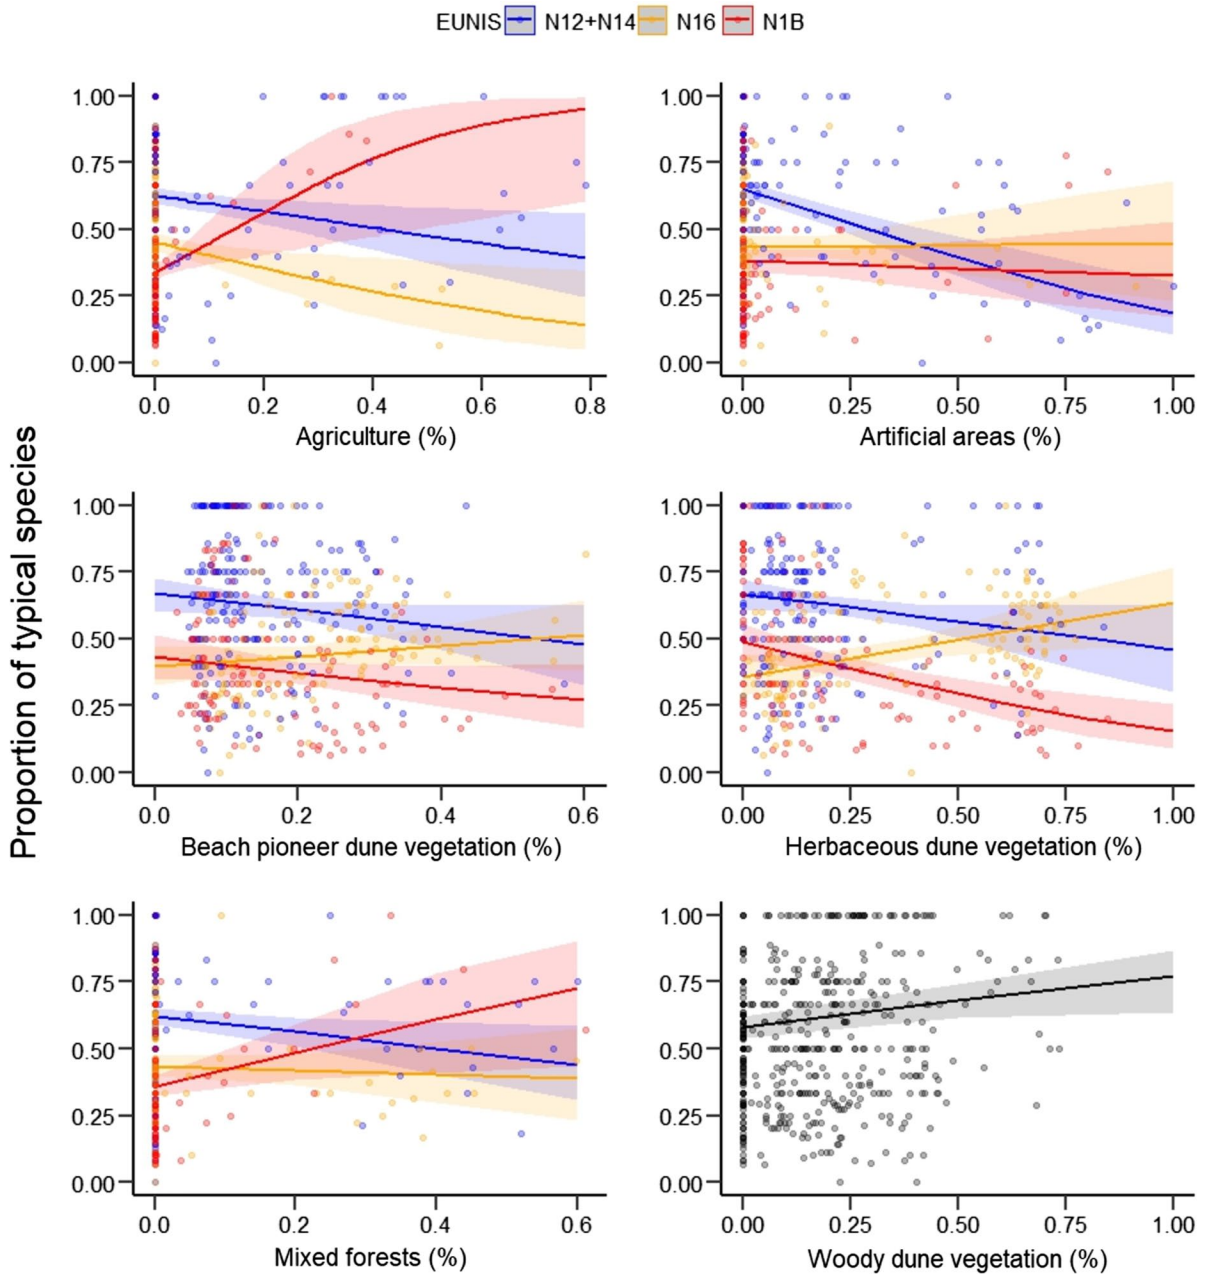 EUNIS N12+N14 N16 N1B
Proportion of typical species
1.00 0.75 0.50 0.25 0.00
0.0 0.2 0.4 0.6 0.8
Agriculture (%)
1.00 0.75 0.50 0.25 0.00
0.00 0.25 0.50 0.75 1.00
Artificial areas (%)
1.00 0.75 0.50 0.25 0.00
0.0 0.2 0.4 0.6
Beach pioneer dune vegetation (%)
1.00 0.75 0.50 0.25 0.00
0.00 0.25 0.50 0.75 1.00
Herbaceous dune vegetation (%)
1.00 0.75 0.50 0.25 0.00
0.0 0.2 0.4 0.6
Mixed forests (%)
1.00 0.75 0.50 0.25 0.00
0.00 0.25 0.50 0.75 1.00
Woody dune vegetation (%)